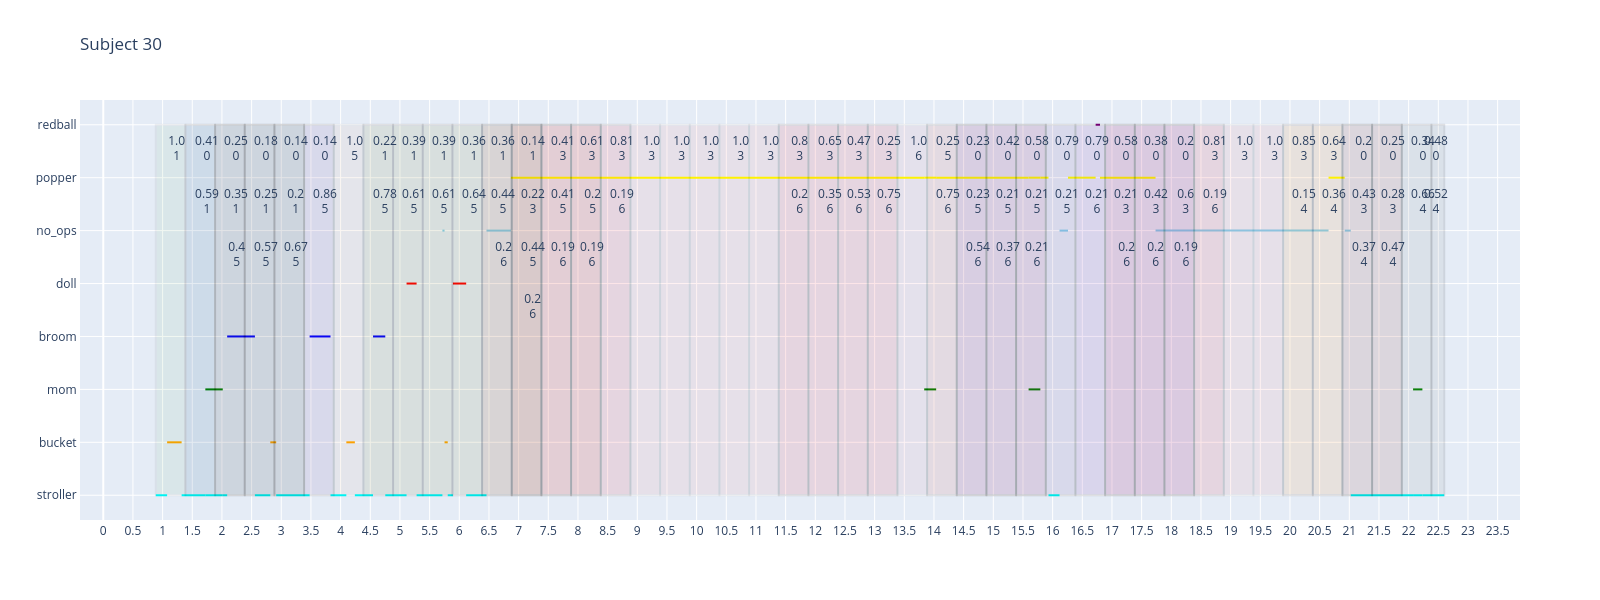 Subject 30
redball
1.0 0.41 0.25 0.18 0.14 0.14 1.0 0.22 0.39 0.39 0.36 0.36 0.14 0.41 0.61 0.81 1.0 1.0 1.0 1.0 1.0 0.8 0.65 0.47 0.25 1.0 0.25 0.23 0.42 0.58 0.79 0.79 0.58 0.38 0.2 0.81 1.0 1.0 0.85 0.64 0.2 0.25 0.48
1 0 0 0 0 0 5 1 1 1 1 1 1 3 3 3 3 3 3 3 3 3 3 3 3 6 5 0 0 0 0 0 0 0 0 3 3 3 3 3 0 0 0 0
popper
0.59 0.35 0.25 0.2 0.86 0.78 0.61 0.61 0.64 0.44 0.22 0.41 0.2 0.19 0.2 0.35 0.53 0.75 0.75 0.23 0.21 0.21 0.21 0.21 0.21 0.42 0.6 0.19 0.15 0.36 0.43 0.28 0.52
1 1 1 1 5 5 5 5 5 5 3 5 5 6 6 6 6 6 6 5 5 5 5 6 3 3 3 6 4 4 3 3 4 4
no_ops
0.4 0.57 0.67 0.2 0.44 0.19 0.19 0.54 0.37 0.21 0.2 0.2 0.19 0.37 0.47
5 5 5 6 5 6 6 6 6 6 6 6 6 4 4
doll
0.2
6
broom
mom
bucket
stroller
0 0.5 1 1.5 2 2.5 3 3.5 4 4.5 5 5.5 6 6.5 7 7.5 8 8.5 9 9.5 10 10.5 11 11.5 12 12.5 13 13.5 14 14.5 15 15.5 16 16.5 17 17.5 18 18.5 19 19.5 20 20.5 21 21.5 22 22.5 23 23.5